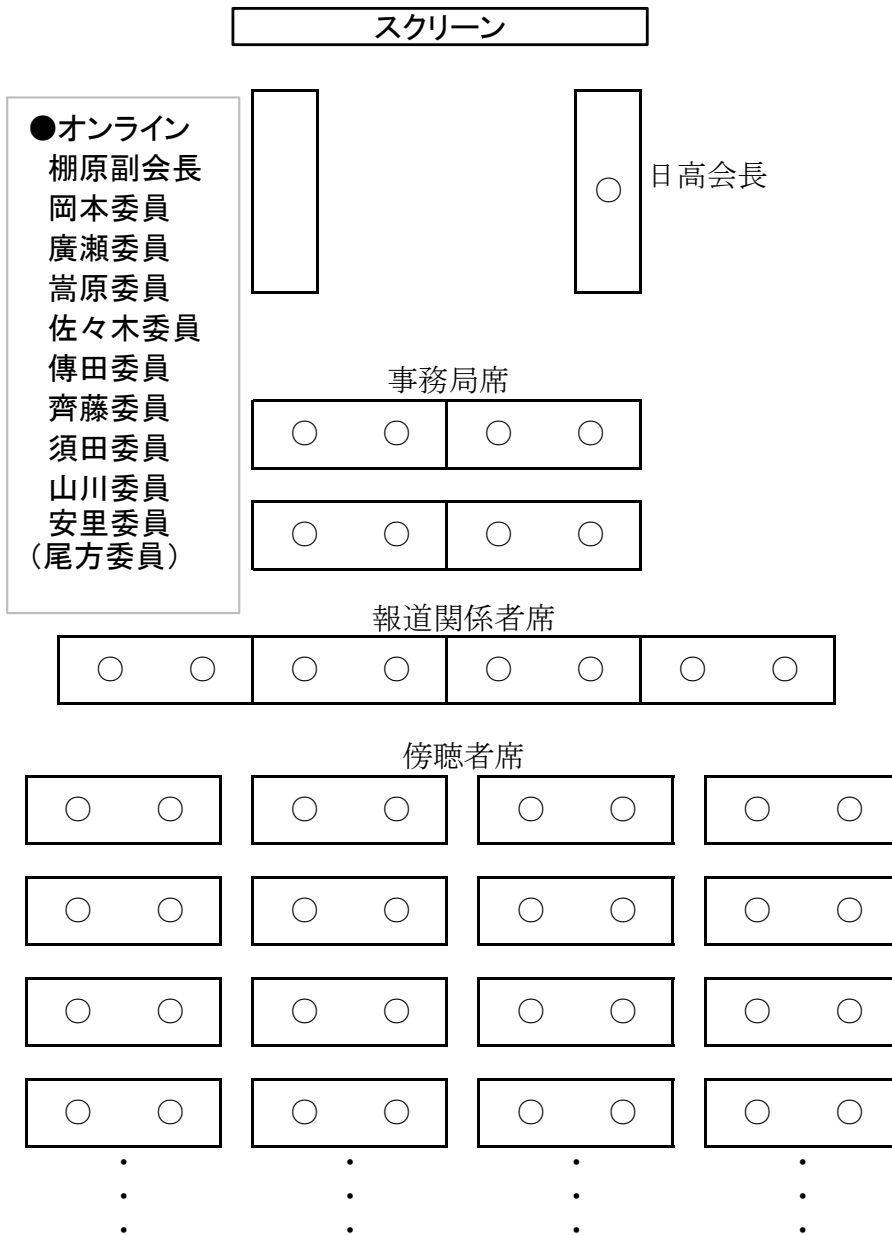 スクリーン
●オンライン
棚原副会長
岡本委員
廣瀬委員
嵩原委員
佐々木委員
傳田委員
齊藤委員
須田委員
山川委員
安里委員
（尾方委員）
日高会長
事務局席
報道関係者席
傍聴者席